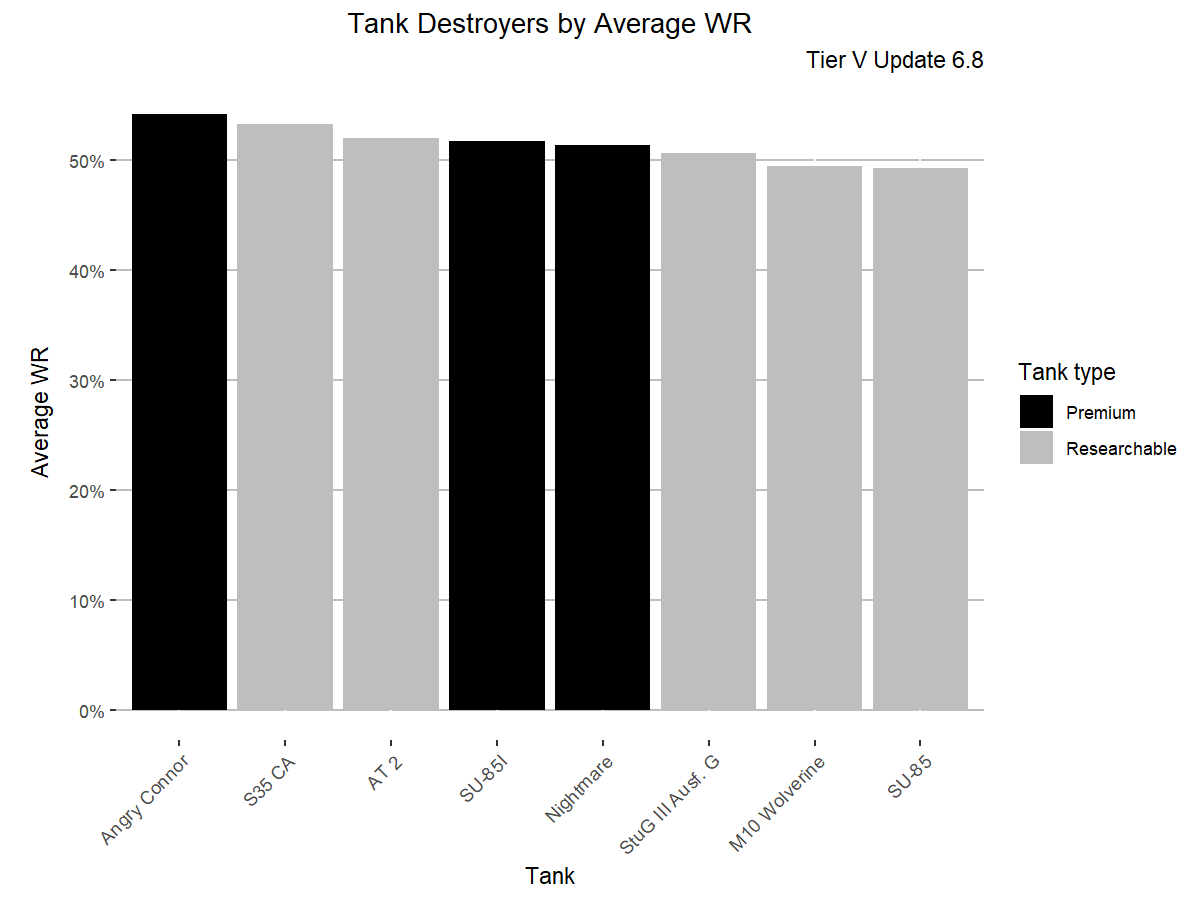 Tank Destroyers by Average WR
Tier V Update 6.8
Average WR
50%
40%
30%
20%
10%
0%
Angry Connor
S35 CA
AT 2
SU-85I
Nightmare
StuG III Ausf. G
M10 Wolverine
SU-85
Tank
Tank type
Premium
Researchable